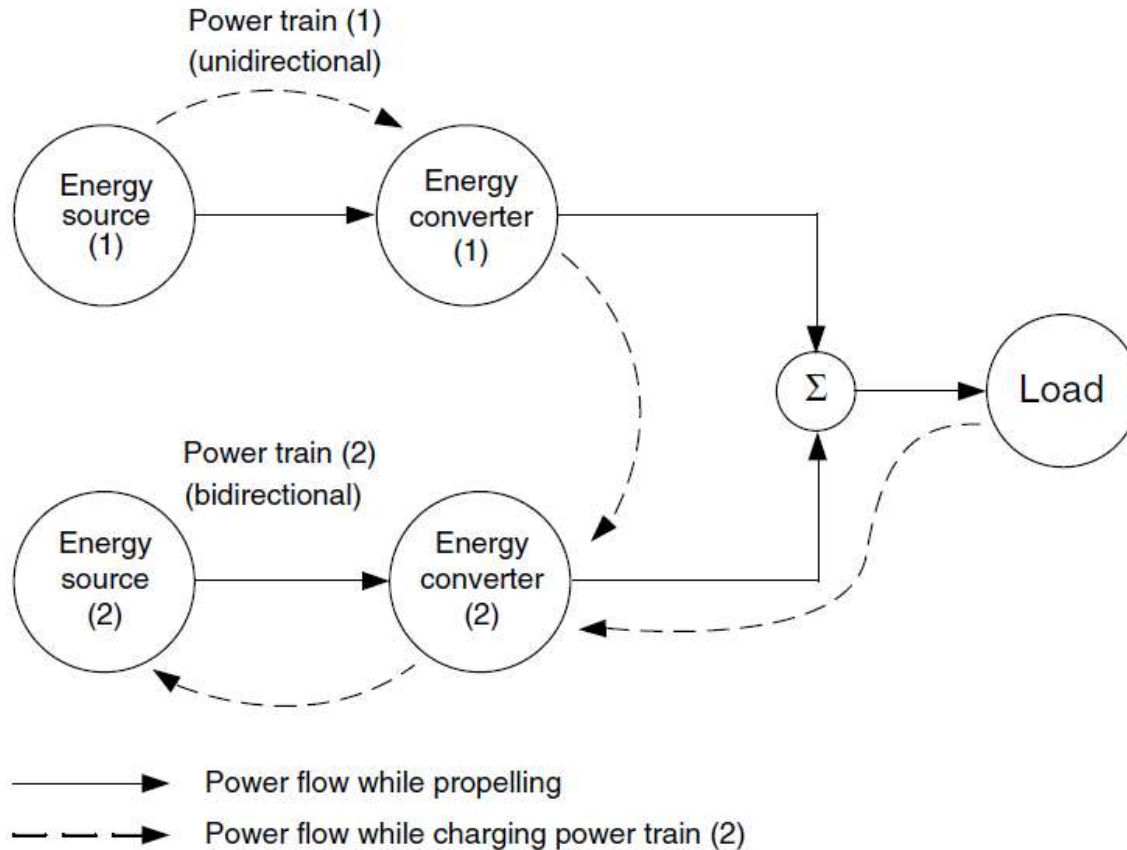 Power train (1)
(unidirectional)
Energy
source
(1)
Energy
converter
(1)
Σ
Load
Power train (2)
(bidirectional)
Energy
source
(2)
Energy
converter
(2)
Power flow while propelling
Power flow while charging power train (2)